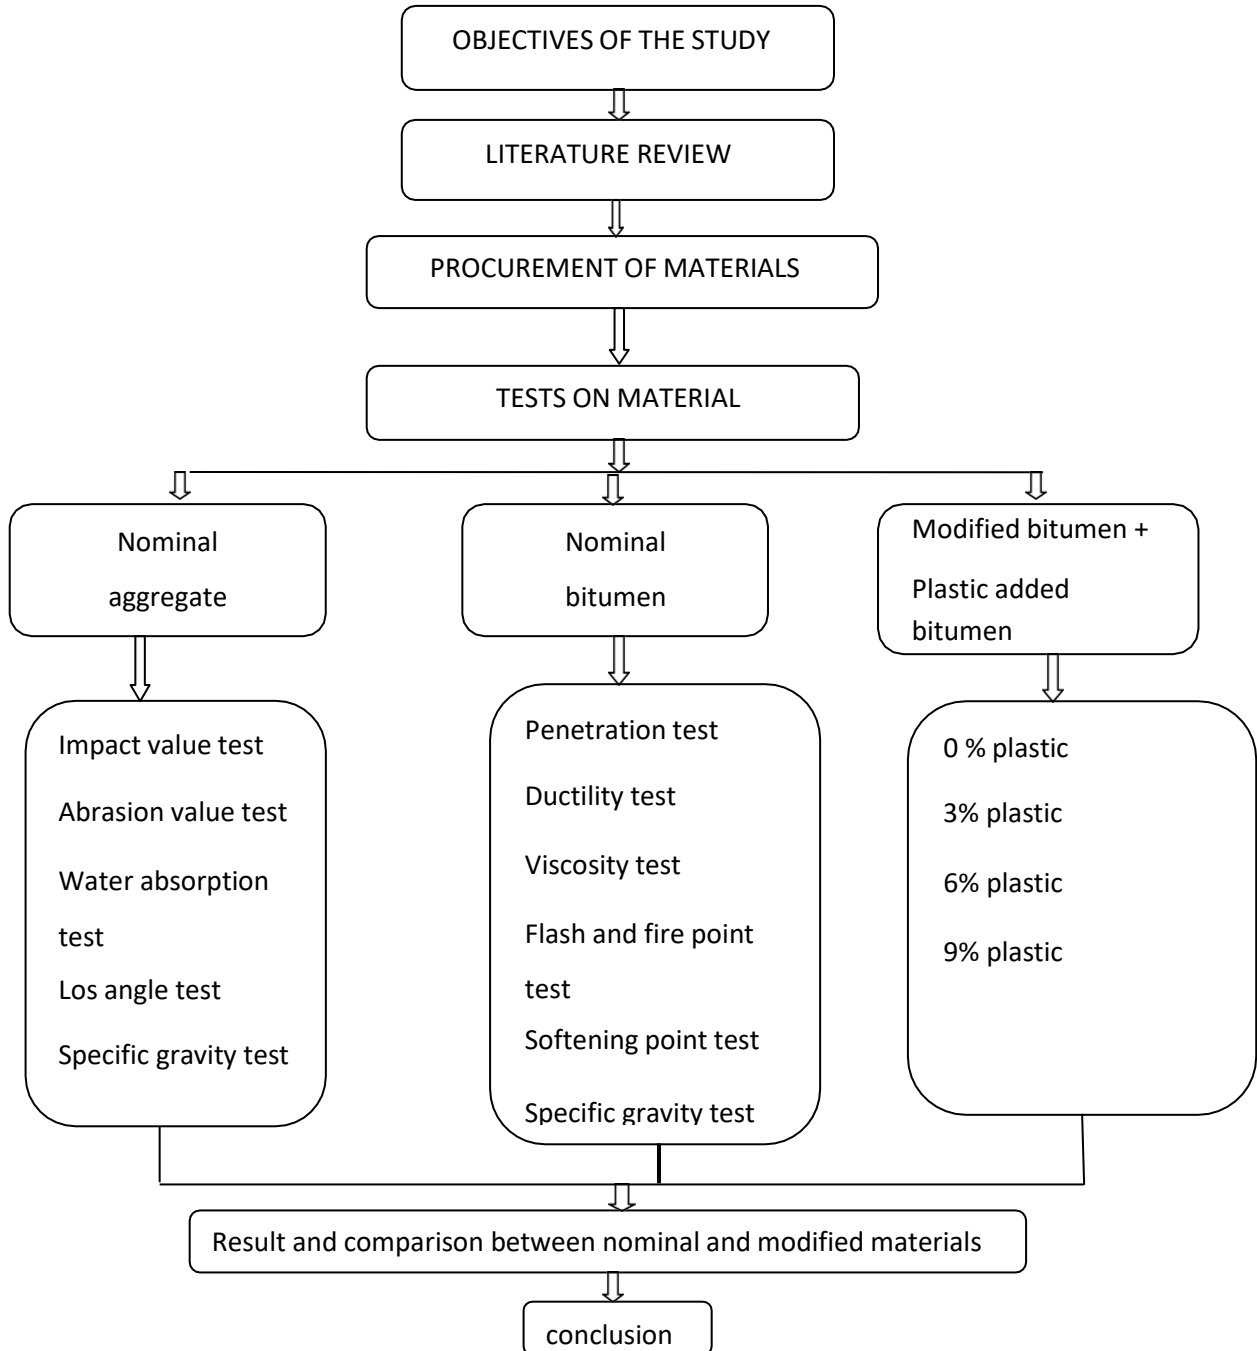 OBJECTIVES OF THE STUDY
LITERATURE REVIEW
PROCUREMENT OF MATERIALS
TESTS ON MATERIAL
Nominal
aggregate
Nominal
bitumen
Modified bitumen +
Plastic added
bitumen
Impact value test
Abrasion value test
Water absorption
test
Los angle test
Specific gravity test
Penetration test
Ductility test
Viscosity test
Flash and fire point
test
Softening point test
Specific gravity test
0 % plastic
3% plastic
6% plastic
9% plastic
Result and comparison between nominal and modified materials
conclusion